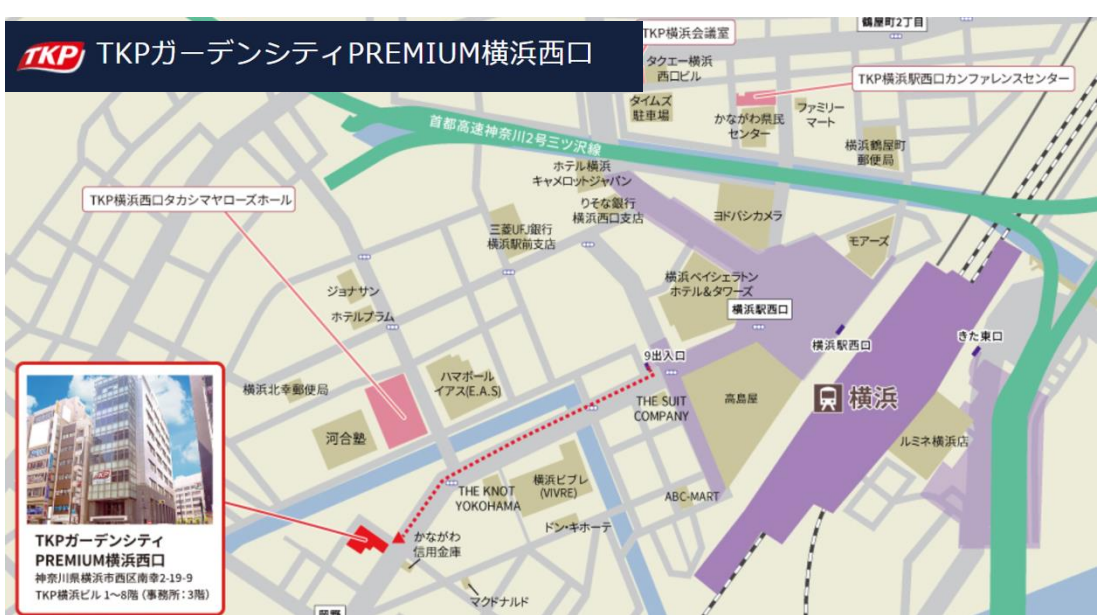 TKP TKPガーデンシティPREMIUM横浜西口
鶴屋町2丁目
TKP横浜会議室
タクエー横浜
西口ビル
TKP横浜駅西口カンファレンスセンター
タイムズ
駐車場
かながわ県民
センター
ファミリー
マート
首都高速神奈川2号三ツ沢線
横浜鶴屋町
郵便局
ホテル横浜
キャメロットジャパン
TKP横浜西口タカシマヤローズホール
りそな銀行
横浜西口支店
ヨドバシカメラ
三菱UFJ銀行
横浜駅前支店
モアーズ
横浜ベイシェラトン
ホテル&タワーズ
ジョナサン
ホテルプラム
横浜駅西口
横浜駅西口
きた東口
9出入口
ハマボール
イアス(E.A.S)
横浜北幸郵便局
THE SUIT
COMPANY
高島屋
横浜
河合塾
ルミネ横浜店
横浜ビブレ
(VIVRE)
THE KNOT
YOKOHAMA
ABC-MART
ドン・キホーテ
かながわ
信用金庫
マクドナルド
TKP
TKPガーデンシティ
PREMIUM横浜西口
神奈川県横浜市西区南幸2-19-9
TKP横浜ビル 1～8階（事務所：3階）